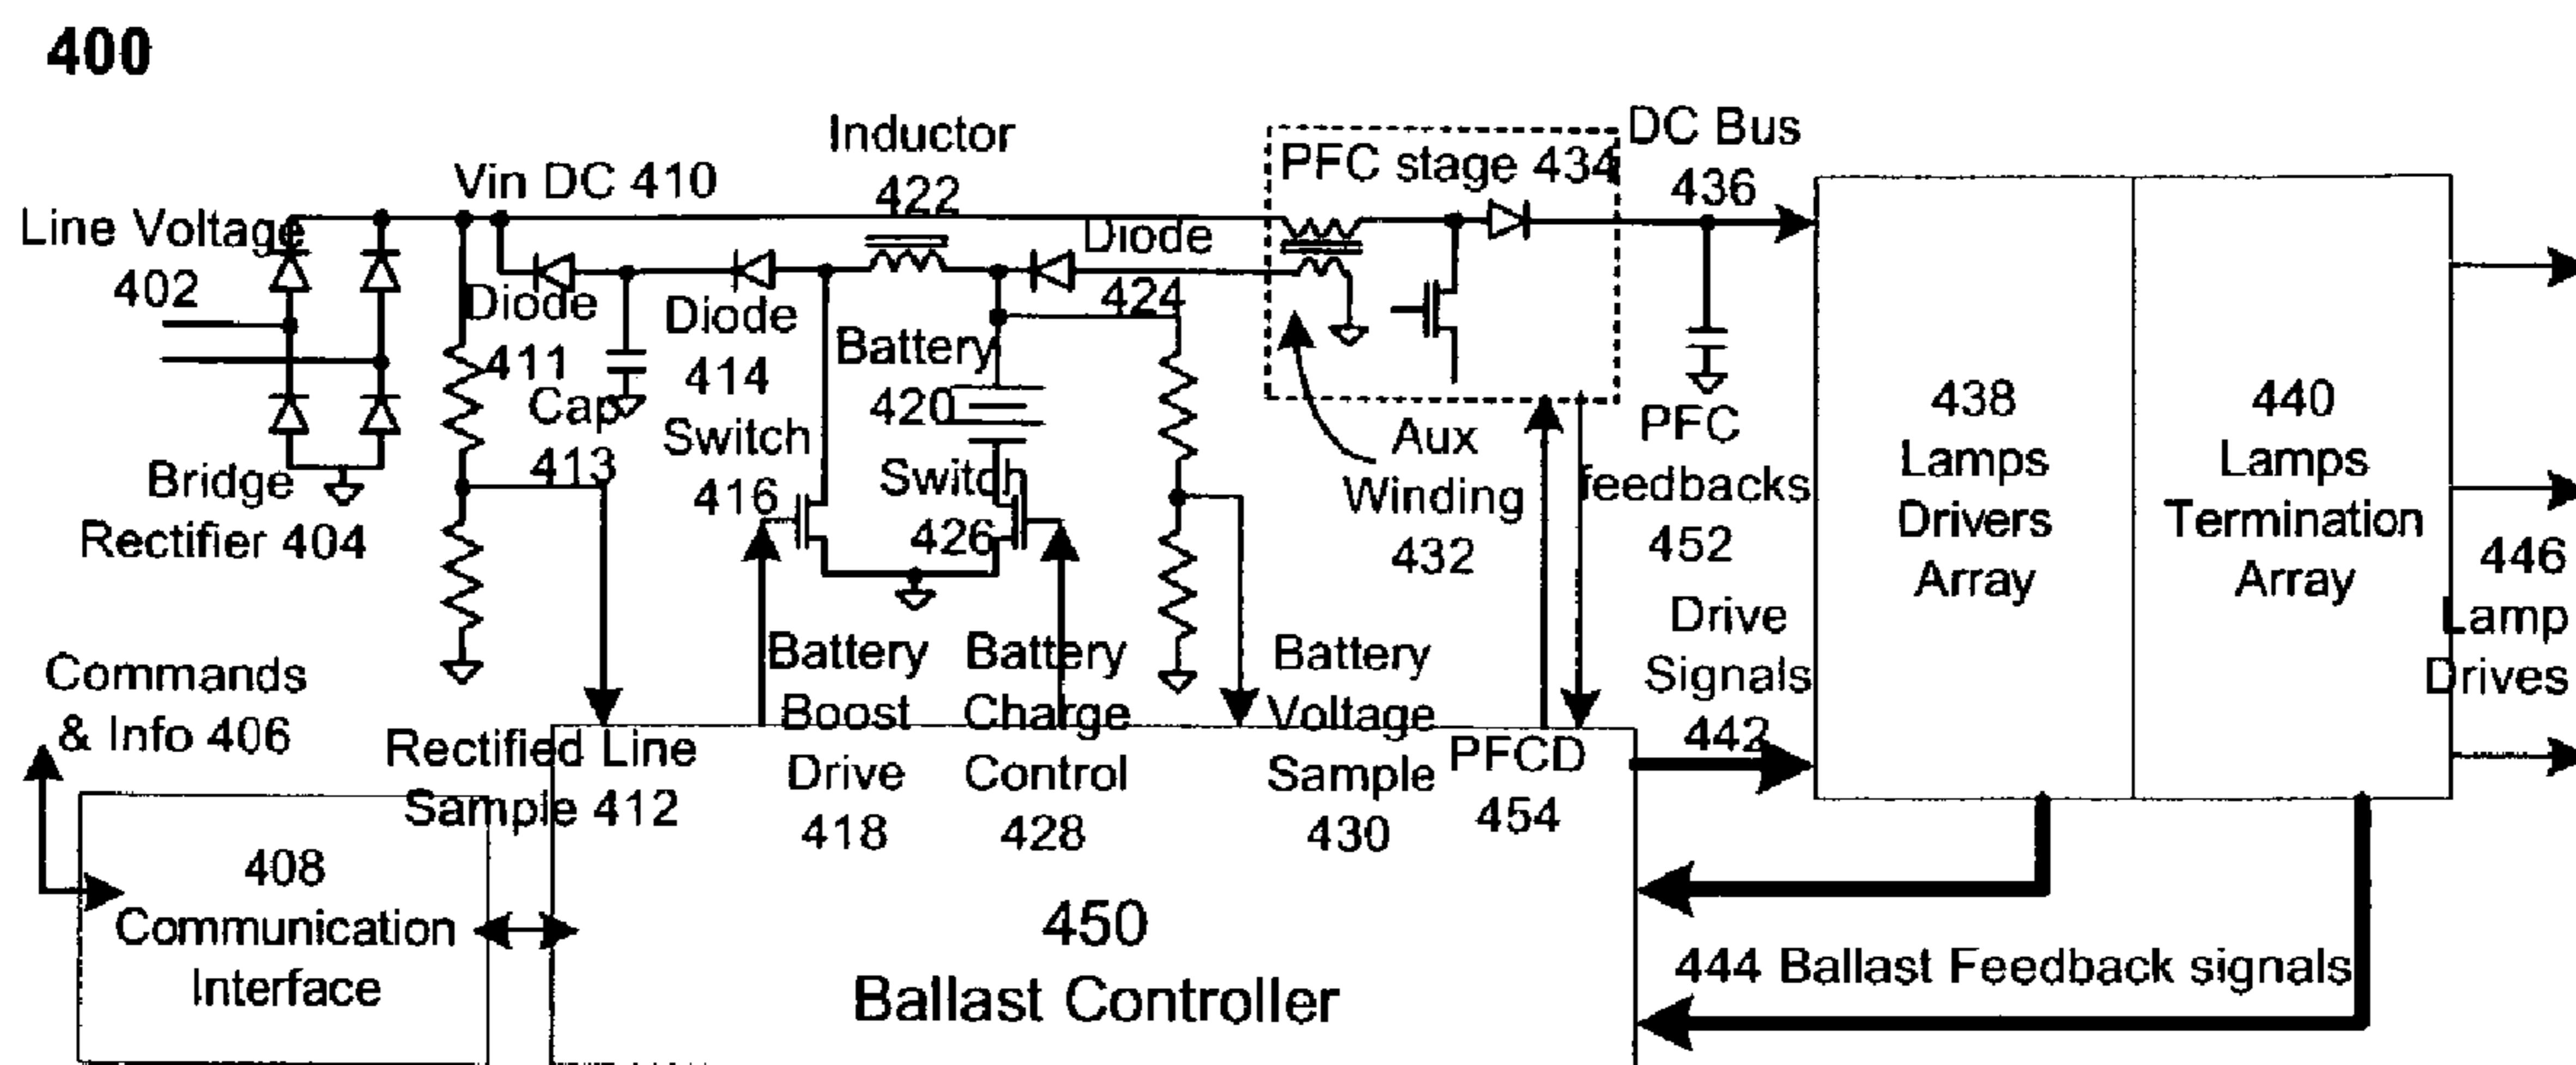 400
Line Voltage
402
Bridge
Rectifier 404
Vin DC 410
Diode
411
Cap
413
Diode
414
Switch
416
Inductor
422
Battery
420
Switch
426
Diode
424
PFC stage 434
Aux
Winding
432
DC Bus
436
PFC
feedbacks
452
Drive
Signals
442
438
Lamps
Drivers
Array
440
Lamps
Termination
Array
446
Lamp
Drives
Commands
& Info 406
Rectified Line
Sample 412
Battery
Boost
Drive
418
Battery
Charge
Control
428
Battery
Voltage
Sample
430
PFCD
454
408
Communication
Interface
450
Ballast Controller
444 Ballast Feedback signals